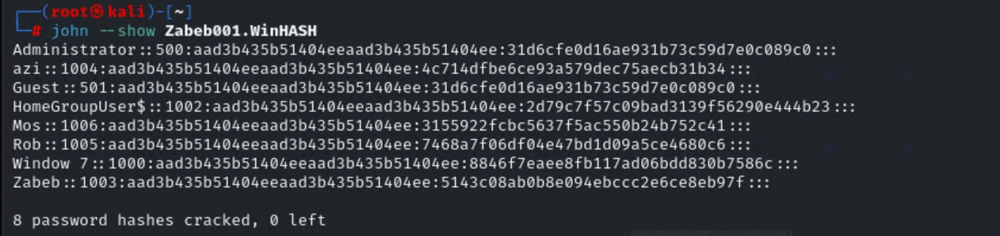 ┌──(root㉿kali)-[~]
└─# john --show Zabeb001.WinHASH
Administrator::500:aad3b435b51404eeaad3b435b51404ee:31d6cfe0d16ae931b73c59d7e0c089c0:::
azi::1004:aad3b435b51404eeaad3b435b51404ee:4c714dfbe6ce93a579dec75aecb31b34:::
Guest::501:aad3b435b51404eeaad3b435b51404ee:31d6cfe0d16ae931b73c59d7e0c089c0:::
HomeGroupUser$::1002:aad3b435b51404eeaad3b435b51404ee:2d79c7f57c09bad3139f56290e444b23:::
Mos::1006:aad3b435b51404eeaad3b435b51404ee:3155922fcbc5637f5ac550b24b752c41:::
Rob::1005:aad3b435b51404eeaad3b435b51404ee:7468a7f06df04e47bd1d09a5ce4680c6:::
Window 7::1000:aad3b435b51404eeaad3b435b51404ee:8846f7eaee8fb117ad06bdd830b7586c:::
Zabeb::1003:aad3b435b51404eeaad3b435b51404ee:5143c08ab0b8e094ebccc2e6ce8eb97f:::
8 password hashes cracked, 0 left